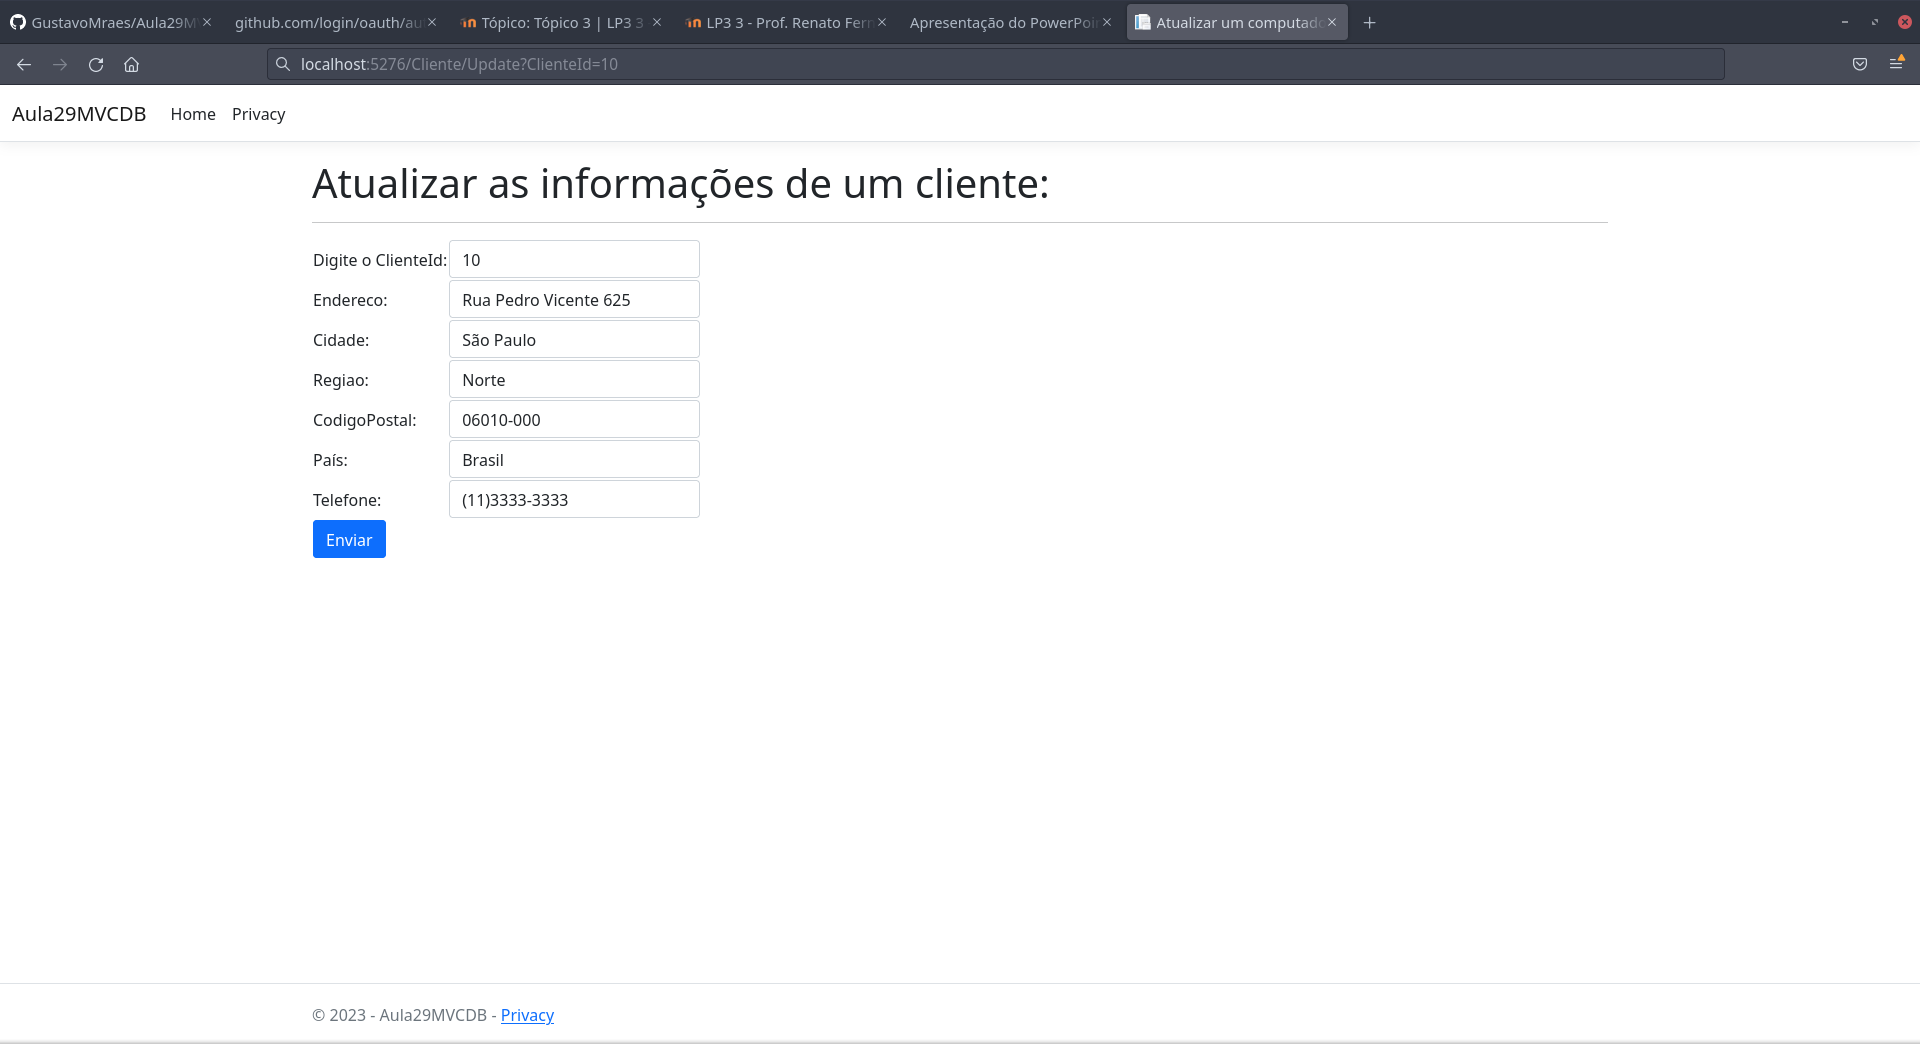 GustavoMraes/Aula29M
github.com/login/oauth/au
Tópico: Tópico 3 | LP3 3
LP3 3 - Prof. Renato Fern
Apresentação do PowerPoi
Atualizar um computado
localhost:5276/Cliente/Update?ClienteId=10
Aula29MVCDB Home Privacy
Atualizar as informações de um cliente:
Digite o ClienteId: 10
Endereco: Rua Pedro Vicente 625
Cidade: São Paulo
Regiao: Norte
CodigoPostal: 06010-000
País: Brasil
Telefone: (11)3333-3333
Enviar
© 2023 - Aula29MVCDB - Privacy